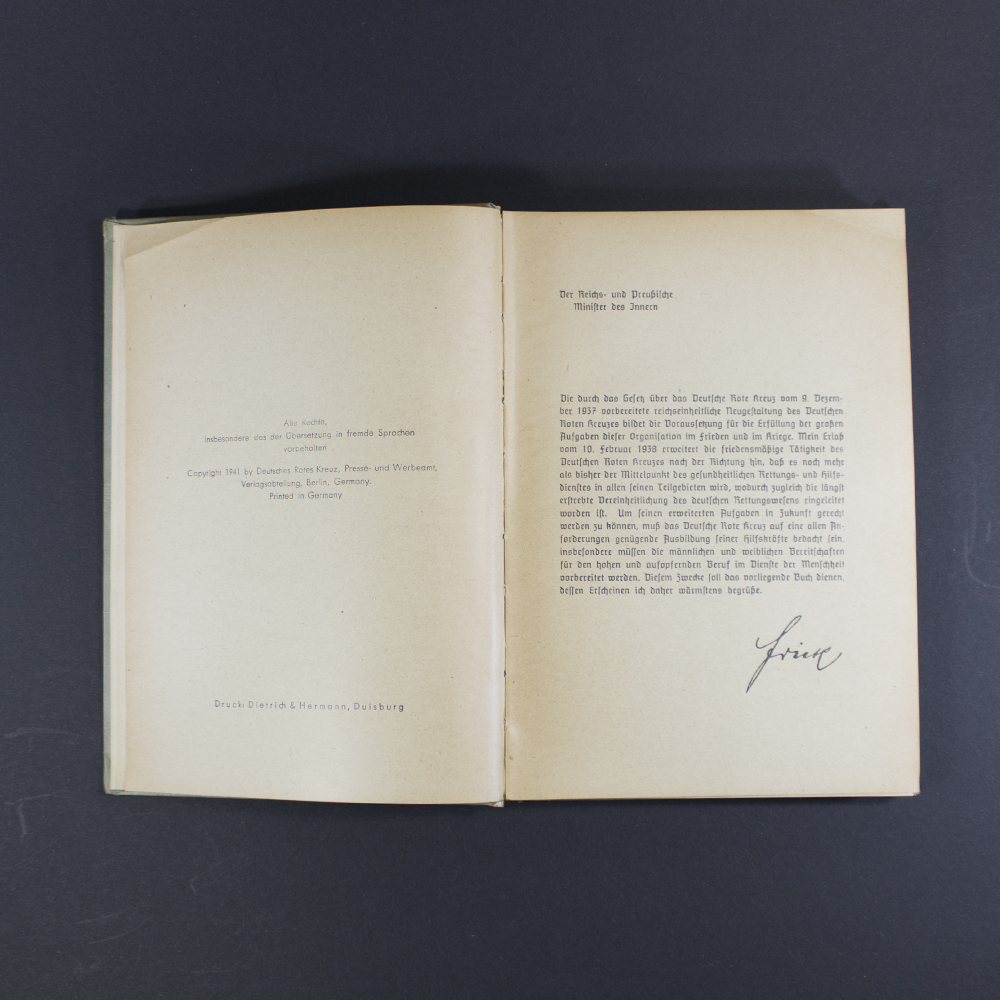 Alle Rechte,
insbesondere das der Übersetzung in fremde Sprachen
vorbehalten
Copyright 1941 by Deutsches Rotes Kreuz, Presse- und Werbeamt,
Verlagsabteilung, Berlin, Germany.
Printed in Germany
Druck: Dietrich & Hermann, Duisburg
Der Reichs- und Preußische
Minister des Innern
Die durch das Gesetz über das Deutsche Rote Kreuz vom 9. Dezem-
ber 1937 vorbereitete reichseinheitliche Neugestaltung des Deutschen
Roten Kreuzes bildet die Voraussetzung für die Erfüllung der großen
Aufgaben dieser Organisation im Frieden und im Kriege. Mein Erlaß
vom 10. Februar 1938 erweitert die friedensmäßige Tätigkeit des
Deutschen Roten Kreuzes nach der Richtung hin, daß es noch mehr
als bisher der Mittelpunkt des gesundheitlichen Rettungs- und Hilfs-
dienstes in allen seinen Teilgebieten wird, wodurch zugleich die längst
erstrebte Vereinheitlichung des deutschen Rettungswesens eingeleitet
worden ist. Um seinen erweiterten Aufgaben in Zukunft gerecht
werden zu können, muß das Deutsche Rote Kreuz auf eine allen An-
forderungen genügende Ausbildung seiner Hilfskräfte bedacht sein,
insbesondere müssen die männlichen und weiblichen Bereitschaften
für den hohen und aufopfernden Beruf im Dienste der Menschheit
vorbereitet werden. Diesem Zwecke soll das vorliegende Buch dienen,
dessen Erscheinen ich daher wärmstens begrüße.
Frick